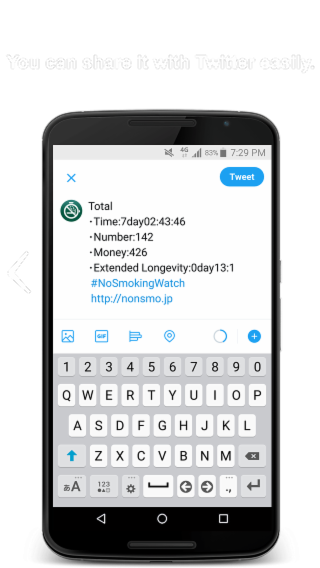 You can share it with Twitter easily.
4G 83% 7:29 PM
Tweet
Total
・Time:7day02:43:46
・Number:142
・Money:426
・Extended Longevity:0day13:1
#NoSmokingWatch
http://nonsmo.jp
GIF
1 2 3 4 5 6 7 8 9 0
Q W E R T Y U I O P
A S D F G H J K L
Z X C V B N M
あA 123 .,